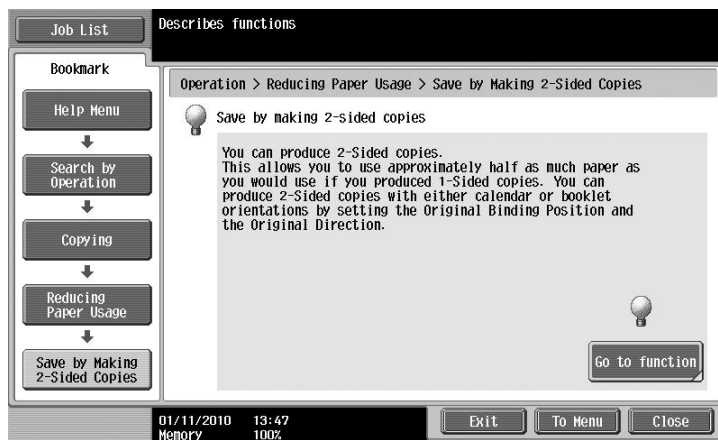 Job List
Describes functions
Bookmark
Operation > Reducing Paper Usage > Save by Making 2-Sided Copies
Help Menu
Save by making 2-sided copies
Search by
Operation
You can produce 2-Sided copies.
This allows you to use approximately half as much paper as
you would use if you produced 1-Sided copies. You can
produce 2-Sided copies with either calendar or booklet
orientations by setting the Original Binding Position and
the Original Direction.
Copying
Reducing
Paper Usage
Save by Making
2-Sided Copies
Go to function
01/11/2010 13:47
Memory 100%
Exit
To Menu
Close